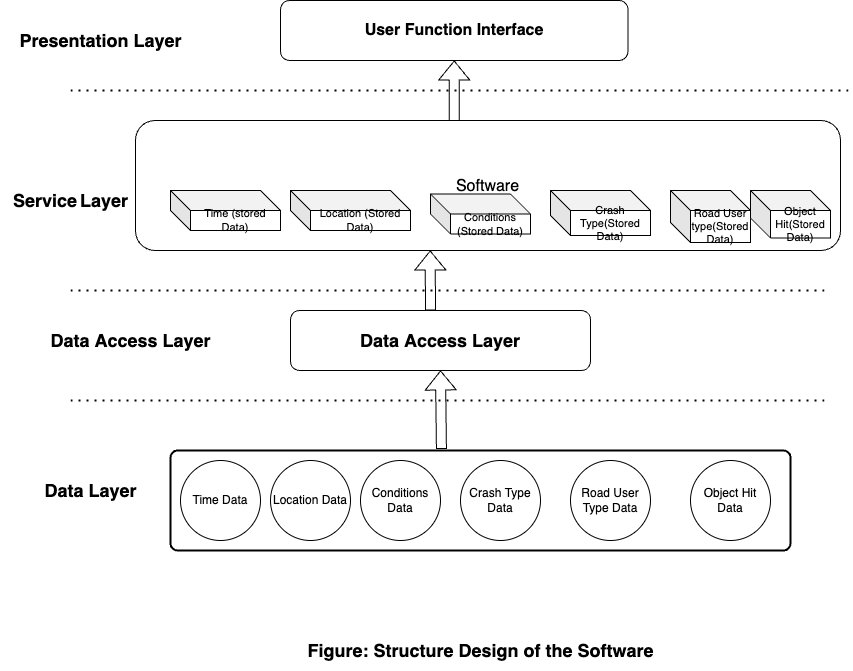 User Function Interface
Presentation Layer
Software
Service Layer
Time (stored
Data)
Location (Stored
Data)
Conditions
(Stored Data)
Crash
Type(Stored
Data)
Road User
type(Stored
Data)
Object
Hit(Stored
Data)
Data Access Layer
Data Access Layer
Data Layer
Time Data
Location Data
Conditions
Data
Crash Type
Data
Road User
Type Data
Object Hit
Data
Figure: Structure Design of the Software